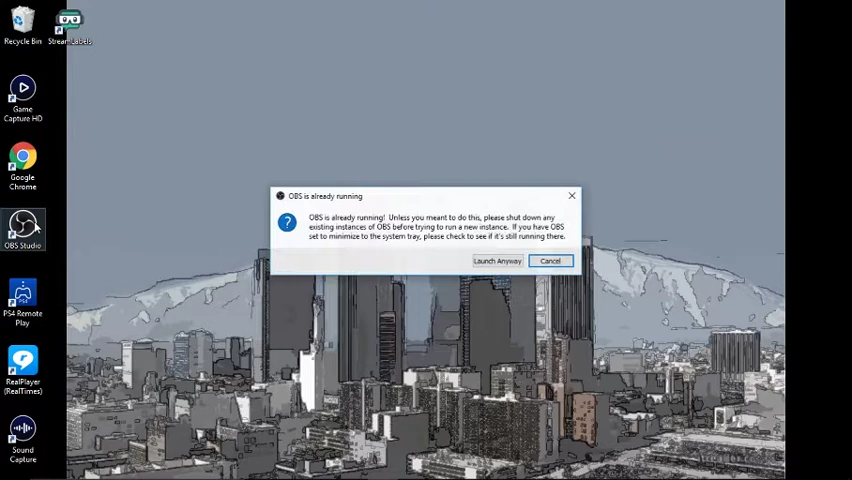 Recycle Bin
Stream Labels
Game
Capture HD
Google
Chrome
OBS Studio
PS4 Remote
Play
RealPlayer
(RealTimes)
Sound
Capture
OBS is already running
OBS is already running! Unless you meant to do this, please shut down any
existing instances of OBS before trying to run a new instance. If you have OBS
set to minimize to the system tray, please check to see if it's still running there.
Launch Anyway
Cancel